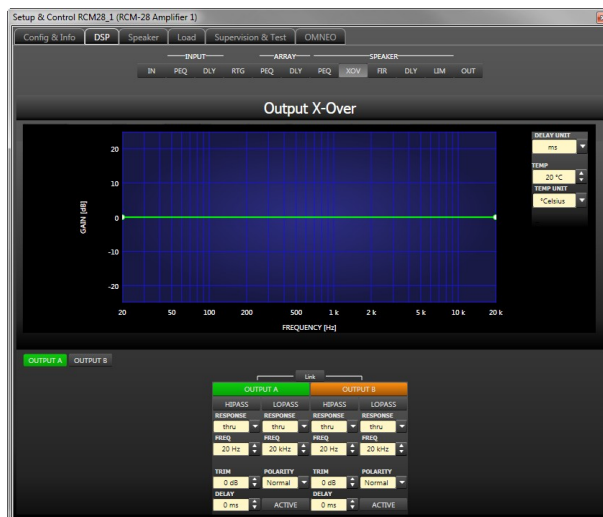 Setup & Control RCM28_1 (RCM-28 Amplifier 1)
Config & Info DSP Speaker Load Supervision & Test OMNEO
INPUT ARRAY SPEAKER
IN PEQ DLY RTG PEQ DLY PEQ XOV FIR DLY LIM OUT
Output X-Over
DELAY UNIT
ms
TEMP
20 °C
TEMP UNIT
°Celsius
GAIN [dB]
20
10
0
-10
-20
20 50 100 200 500 1 k 2 k 5 k 10 k 20 k
FREQUENCY [Hz]
OUTPUT A OUTPUT B
Link
OUTPUT A OUTPUT B
HIPASS LOPASS HIPASS LOPASS
RESPONSE RESPONSE RESPONSE RESPONSE
thru thru thru thru
FREQ FREQ FREQ FREQ
20 Hz 20 kHz 20 Hz 20 kHz
TRIM POLARITY TRIM POLARITY
0 dB Normal 0 dB Normal
DELAY DELAY
0 ms ACTIVE 0 ms ACTIVE